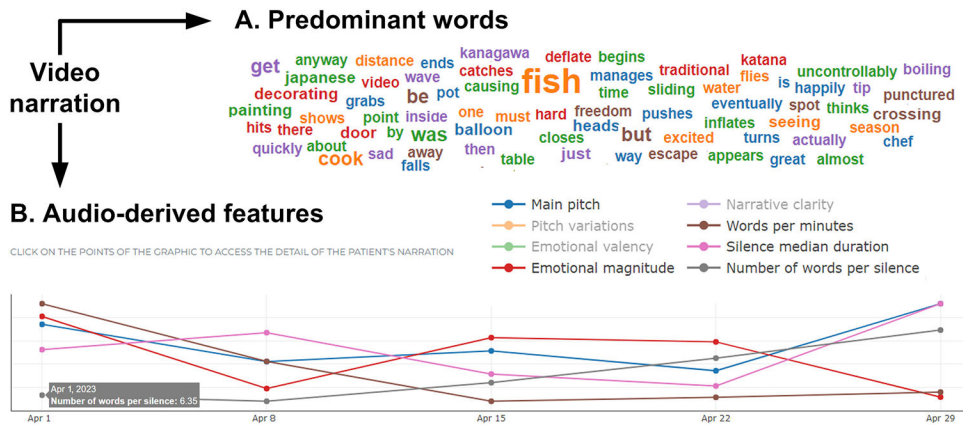 A. Predominant words
Video
narration
get anyway distance ends kanagawa deflate begins
japanese video wave catches fish manages traditional katana uncontrollably boiling
decorating grabs be pot causing time sliding water flies is happily tip punctured
painting shows point inside one must hard freedom pushes eventually spot thinks crossing
hits there door by was balloon closes heads but inflates seeing season
quickly about cook sad away then table just way escape excited appears turns great actually almost chef
falls
B. Audio-derived features
CLICK ON THE POINTS OF THE GRAPHIC TO ACCESS THE DETAIL OF THE PATIENT'S NARRATION
Main pitch
Pitch variations
Emotional valency
Emotional magnitude
Narrative clarity
Words per minutes
Silence median duration
Number of words per silence
Apr 1, 2023
Number of words per silence: 6.35
Apr 1 Apr 8 Apr 15 Apr 22 Apr 29